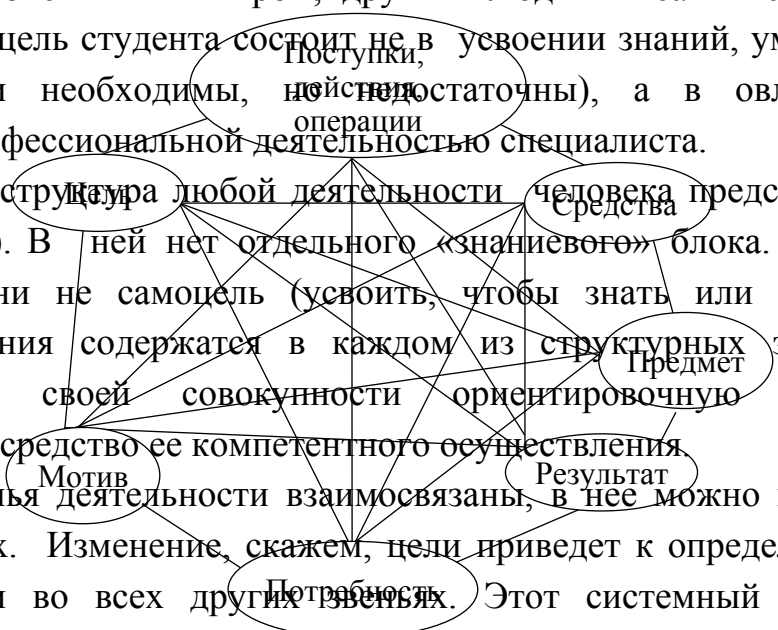 цель студента состоит не в усвоении знаний, ум
Поступки,
действия,
операции
и необходимы, но недостаточны), а в овл
фессиональной деятельностью специалиста.
структура любой деятельности человека предс
Цель
Средства
). В ней нет отдельного «знаниевого» блока.
ни не самоцель (усвоить, чтобы знать или
ния содержатся в каждом из структурных э
Предмет
своей совокупности ориентировочную
средство ее компетентного осуществления.
Мотив
Результат
нья деятельности взаимосвязаны, в нее можно
х. Изменение, скажем, цели приведет к опреде
Потребность
и во всех других звеньях. Этот системный